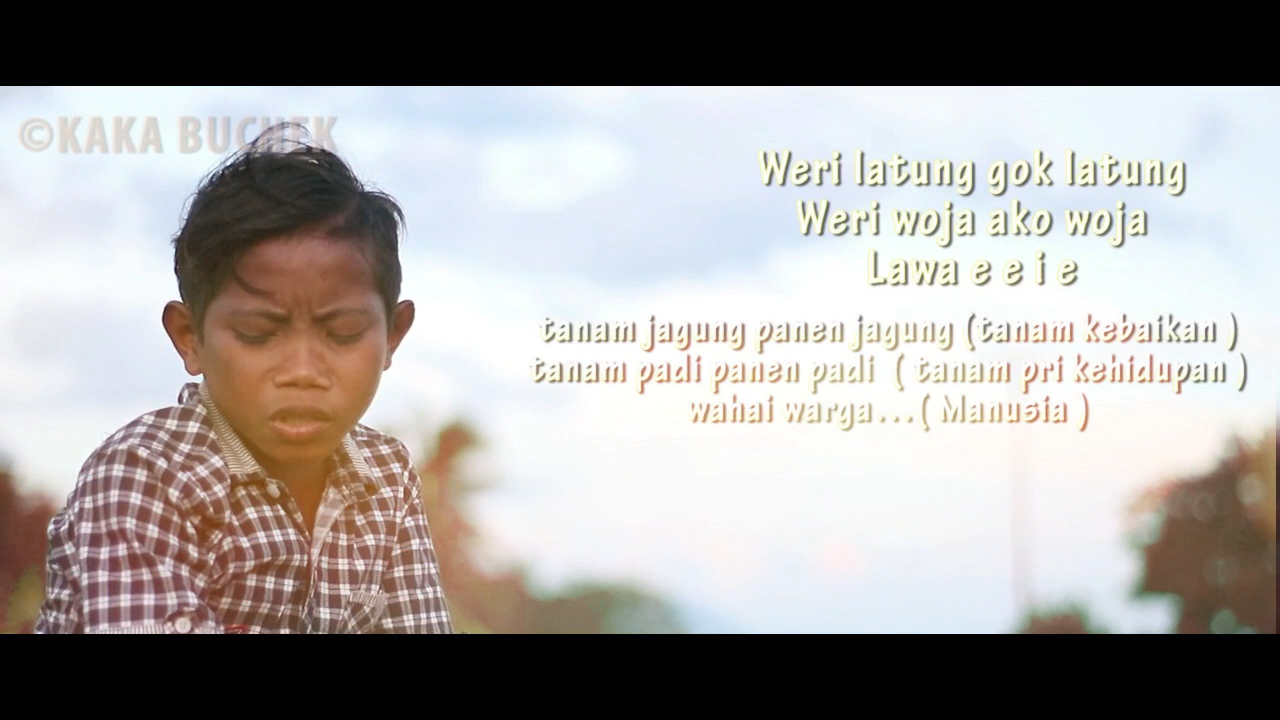 ©KAKA BUCHEK
Weri latung gok latung
Weri woja ako woja
Lawa e e i e
tanam jagung panen jagung (tanam kebaikan )
tanam padi panen padi ( tanam pri kehidupan )
wahai warga...( Manusia )